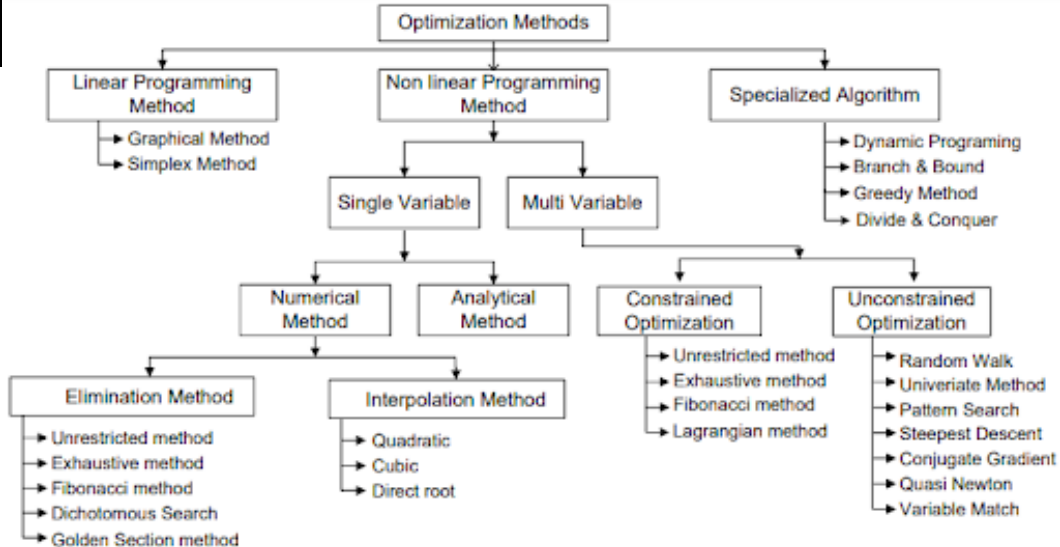 Optimization Methods
Linear Programming
Method
Non linear Programming
Method
Specialized Algorithm
Graphical Method
Simplex Method
Dynamic Programing
Branch & Bound
Greedy Method
Divide & Conquer
Single Variable
Multi Variable
Numerical
Method
Analytical
Method
Constrained
Optimization
Unconstrained
Optimization
Elimination Method
Interpolation Method
Unrestricted method
Exhaustive method
Fibonacci method
Dichotomous Search
Golden Section method
Quadratic
Cubic
Direct root
Unrestricted method
Exhaustive method
Fibonacci method
Lagrangian method
Random Walk
Univeriate Method
Pattern Search
Steepest Descent
Conjugate Gradient
Quasi Newton
Variable Match